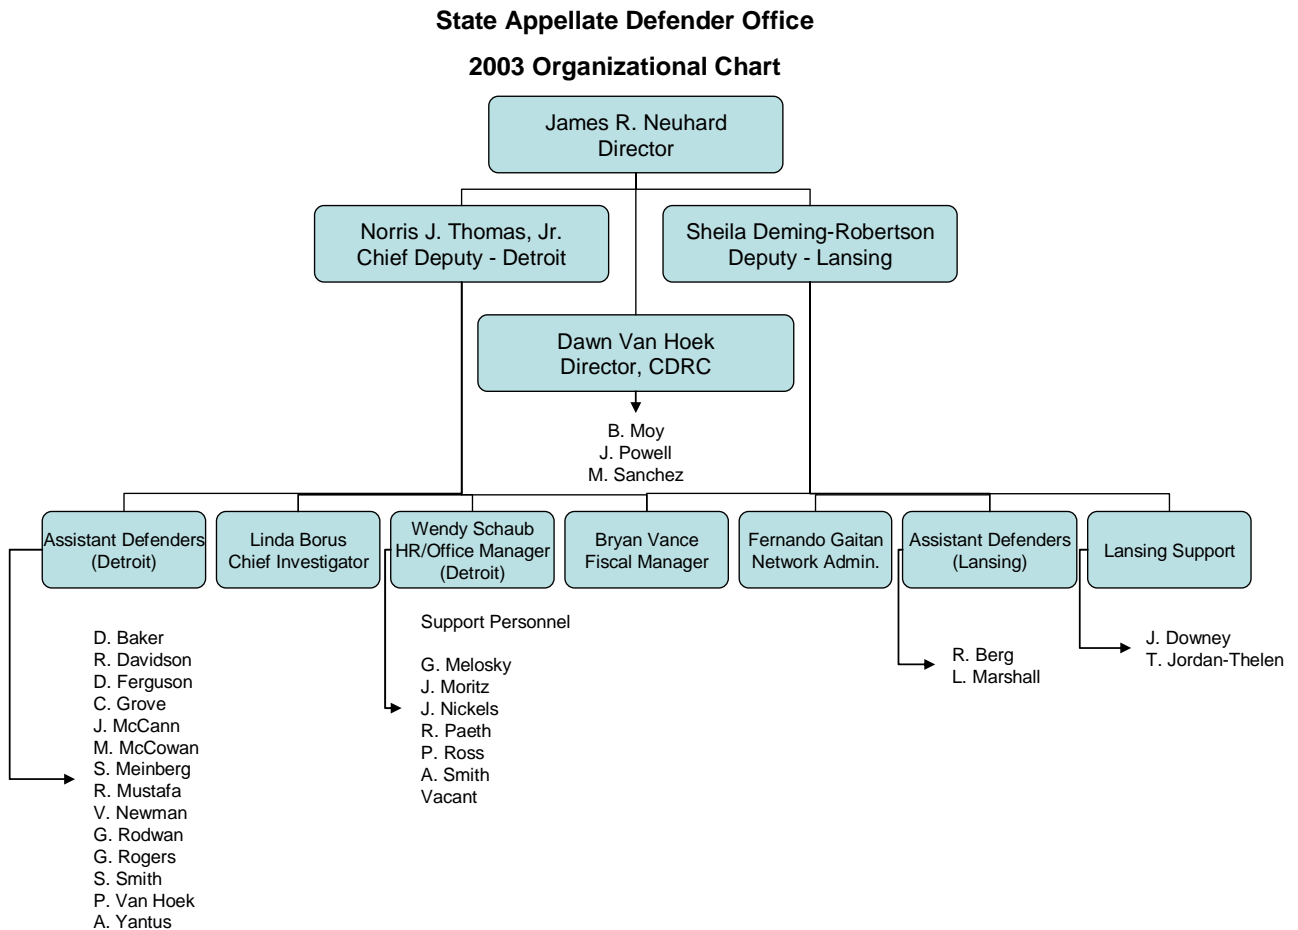 State Appellate Defender Office
2003 Organizational Chart
James R. Neuhard
Director
Norris J. Thomas, Jr.
Chief Deputy - Detroit
Sheila Deming-Robertson
Deputy - Lansing
Dawn Van Hoek
Director, CDRC
B. Moy
J. Powell
M. Sanchez
Assistant Defenders
(Detroit)
Linda Borus
Chief Investigator
Wendy Schaub
HR/Office Manager
(Detroit)
Bryan Vance
Fiscal Manager
Fernando Gaitan
Network Admin.
Assistant Defenders
(Lansing)
Lansing Support
D. Baker
R. Davidson
D. Ferguson
C. Grove
J. McCann
M. McCowan
S. Meinberg
R. Mustafa
V. Newman
G. Rodwan
G. Rogers
S. Smith
P. Van Hoek
A. Yantus
Support Personnel
G. Melosky
J. Moritz
J. Nickels
R. Paeth
P. Ross
A. Smith
Vacant
R. Berg
L. Marshall
J. Downey
T. Jordan-Thelen